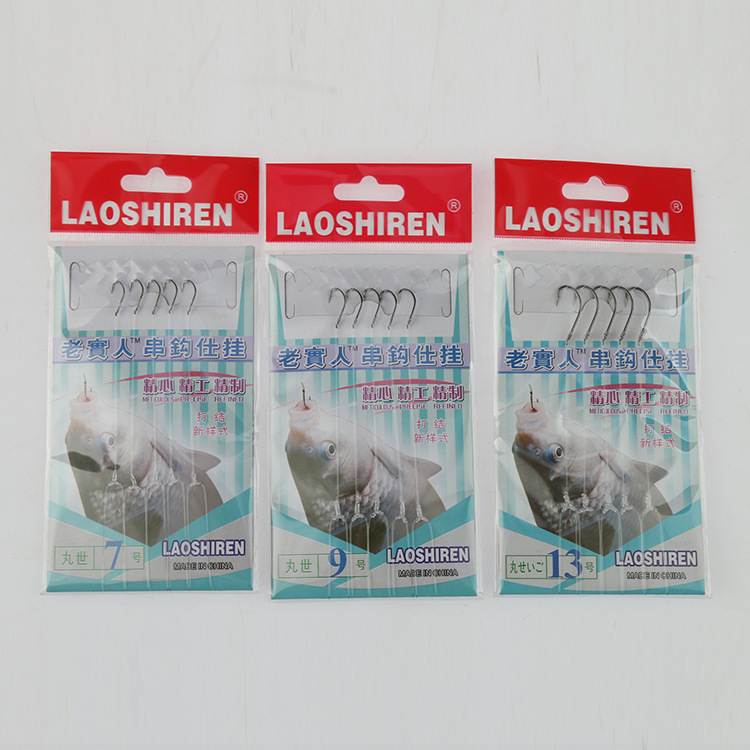 LAOSHIREN®
老實人™串鈎仕挂
精心 精工 精制
METICULOUS PRECISE REFINED
打结
新样式
丸世 7 号
LAOSHIREN
MADE IN CHINA
LAOSHIREN®
老實人™串鈎仕挂
精心 精工 精制
METICULOUS PRECISE REFINED
打结
新样式
丸世 9 号
LAOSHIREN
MADE IN CHINA
LAOSHIREN®
老實人™串鈎仕挂
精心 精工 精制
METICULOUS PRECISE REFINED
打结
新样式
丸せいご 13 号
LAOSHIREN
MADE IN CHINA